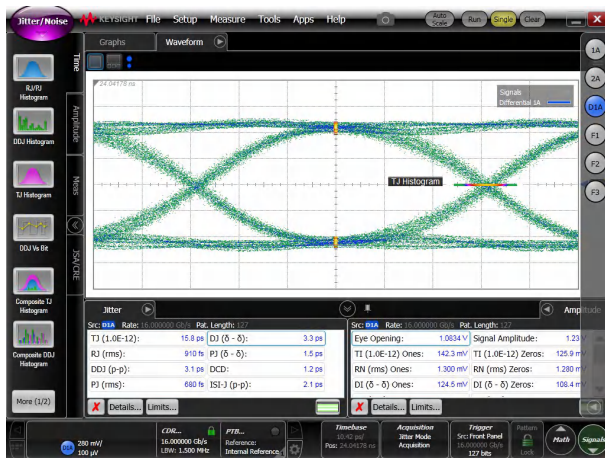 Jitter/Noise
KEYSIGHT File Setup Measure Tools Apps Help
Auto Scale Run Single Clear
Graphs Waveform
Time
Amplitude
Meas
JSA/CRE
RJ/PJ
Histogram
DDJ Histogram
TJ Histogram
DDJ Vs Bit
Composite TJ
Histogram
Composite DDJ
Histogram
More (1/2)
24.04178 ns
Signals
Differential 1A
TJ Histogram
1A
2A
D1A
F1
F2
F3
Jitter
Src: D1A Rate: 16.000000 Gb/s Pat. Length: 127
TJ (1.0E-12): 15.8 ps DJ (δ - δ): 3.3 ps
RJ (rms): 910 fs PJ (δ - δ): 1.5 ps
DDJ (p-p): 3.1 ps DCD: 1.2 ps
PJ (rms): 680 fs ISI-J (p-p): 2.1 ps
Details... Limits...
Amplitude
Src: D1A Rate: 16.000000 Gb/s Pat. Length: 127
Eye Opening: 1.0834 V Signal Amplitude: 1.23
TI (1.0E-12) Ones: 142.3 mV TI (1.0E-12) Zeros: 125.9 m
RN (rms) Ones: 1.300 mV RN (rms) Zeros: 1.280 m
DI (δ - δ) Ones: 124.5 mV DI (δ - δ) Zeros: 108.4 m
Details... Limits...
D1A 280 mV/
100 µV
CDR...
16.000000 Gb/s
LBW: 1.500 MHz
PTB...
Reference:
Internal Reference
Timebase
10.42 ps/
Pos: 24.04178 ns
Acquisition
Jitter Mode
Acquisition
Trigger
Src: Front Panel
16.000000 Gb/s
127 bits
Pattern
Lock
Math
Signals